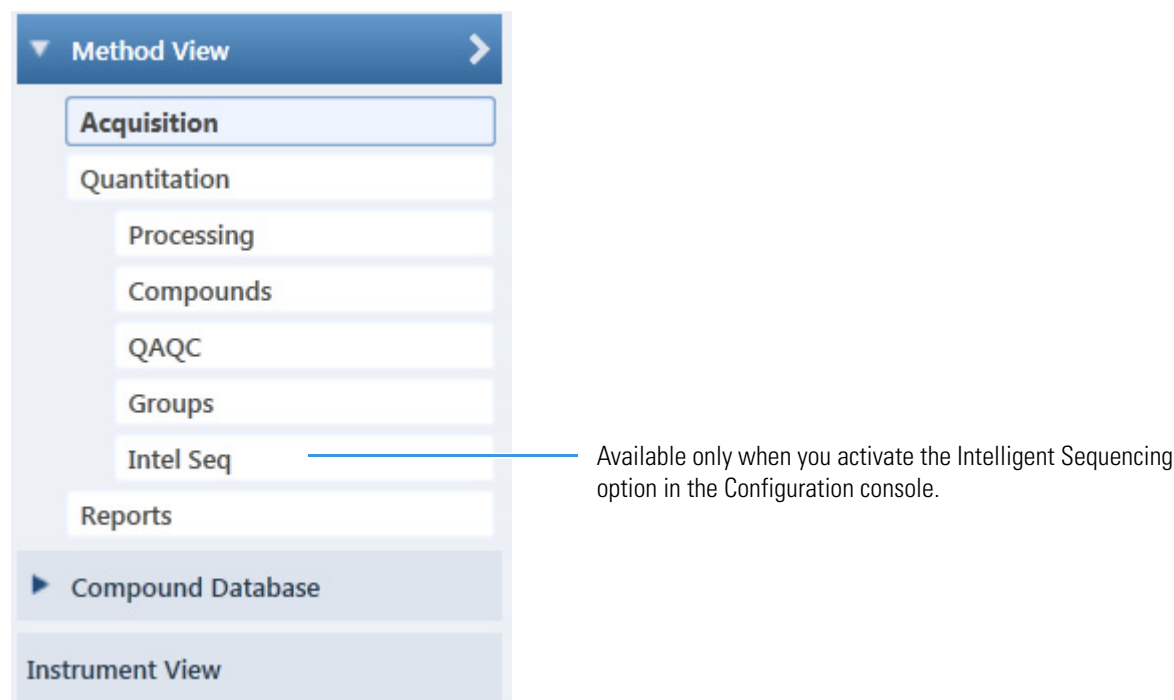 Method View
Acquisition
Quantitation
Processing
Compounds
QAQC
Groups
Intel Seq
Available only when you activate the Intelligent Sequencing
option in the Configuration console.
Reports
Compound Database
Instrument View